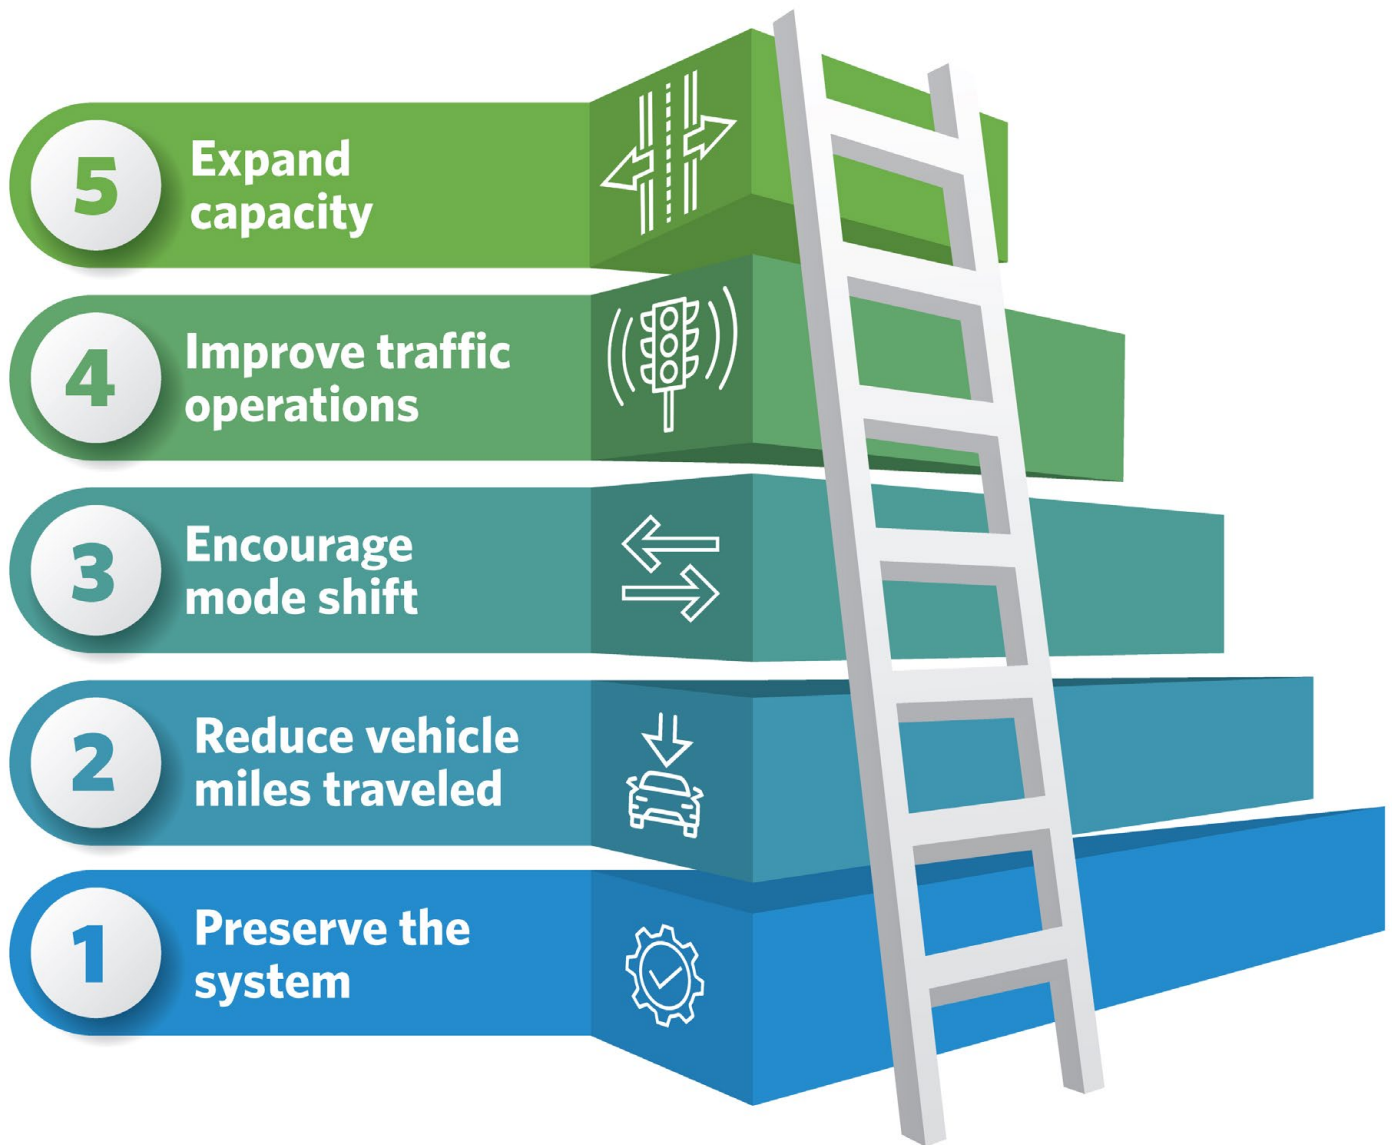 5
Expand
capacity
4
Improve traffic
operations
3
Encourage
mode shift
2
Reduce vehicle
miles traveled
1
Preserve the
system